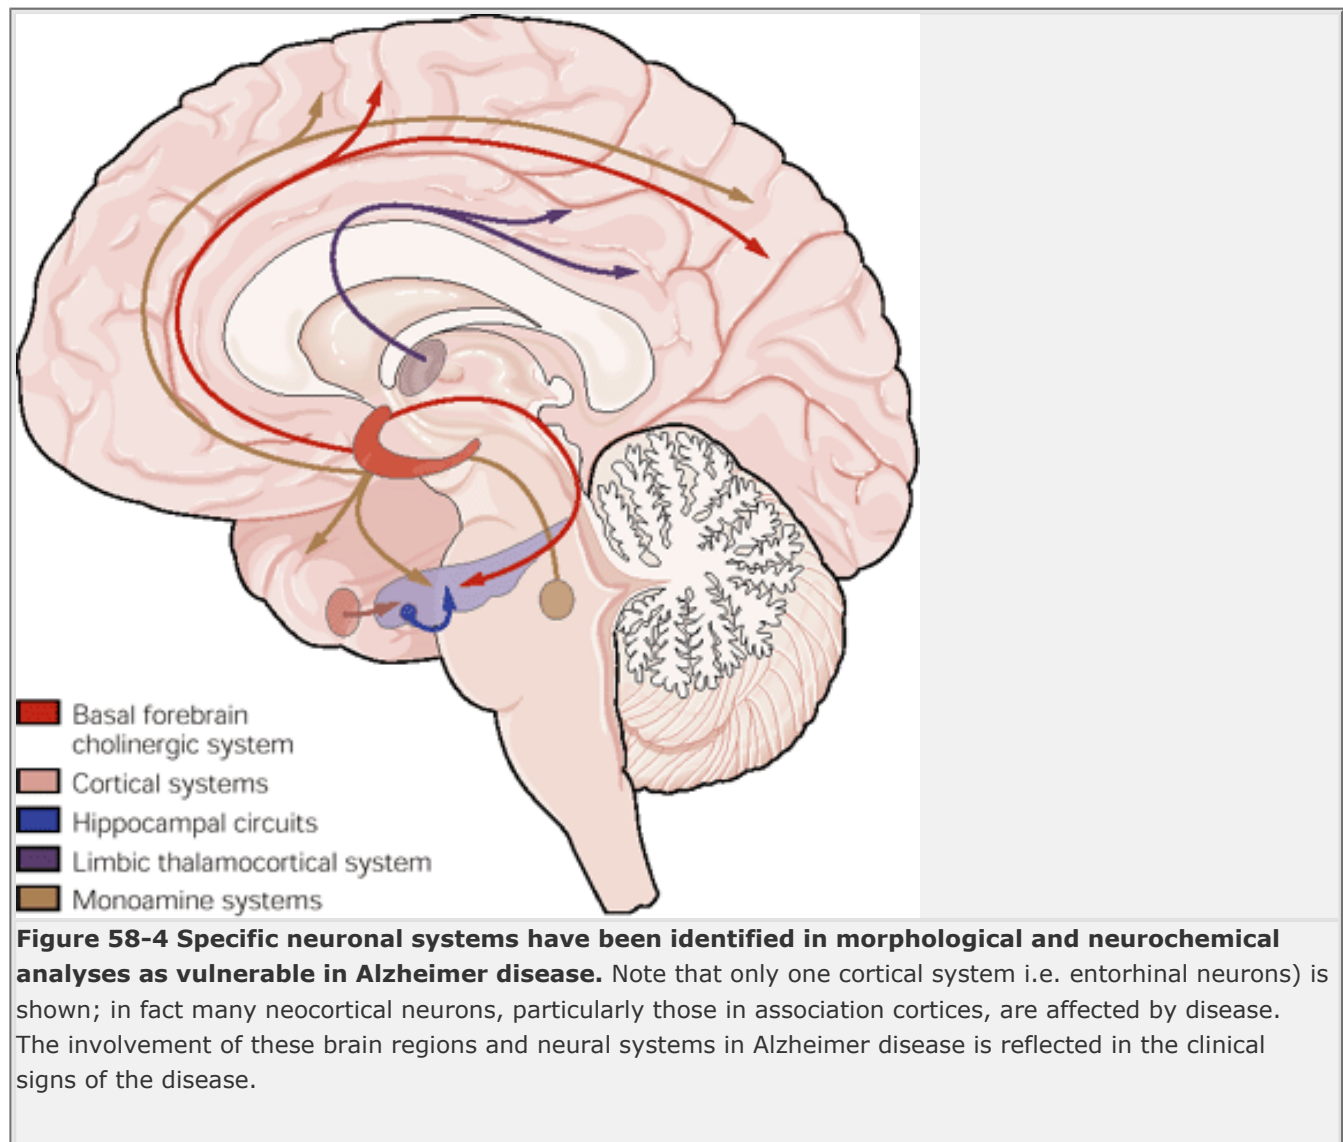 Basal forebrain
cholinergic system
Cortical systems
Hippocampal circuits
Limbic thalamocortical system
Monoamine systems
Figure 58-4 Specific neuronal systems have been identified in morphological and neurochemical
analyses as vulnerable in Alzheimer disease. Note that only one cortical system i.e. entorhinal neurons) is
shown; in fact many neocortical neurons, particularly those in association cortices, are affected by disease.
The involvement of these brain regions and neural systems in Alzheimer disease is reflected in the clinical
signs of the disease.